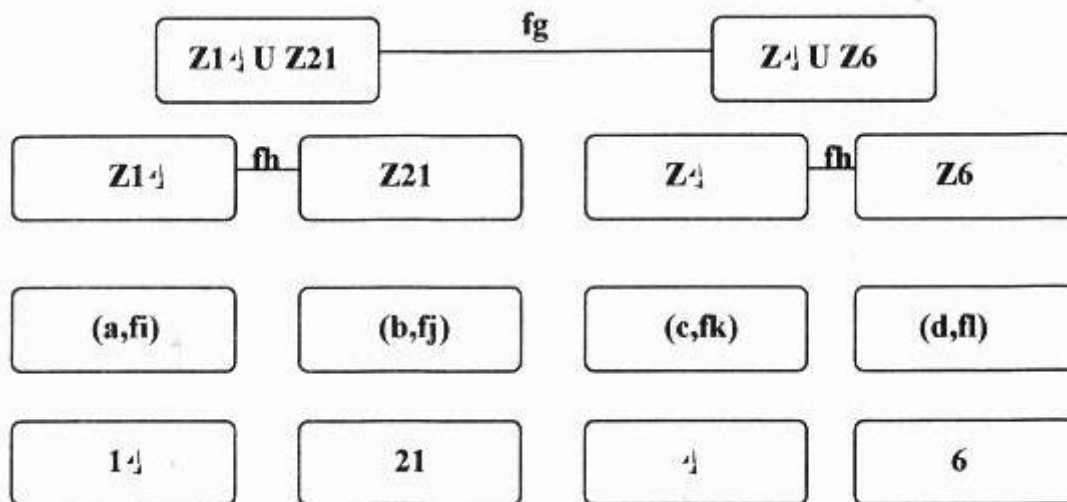 fg
Z14 U Z21 Z4 U Z6
Z14 fh Z21 Z4 fh Z6
(a,fi) (b,fj) (c,fk) (d,fl)
14 21 4 6